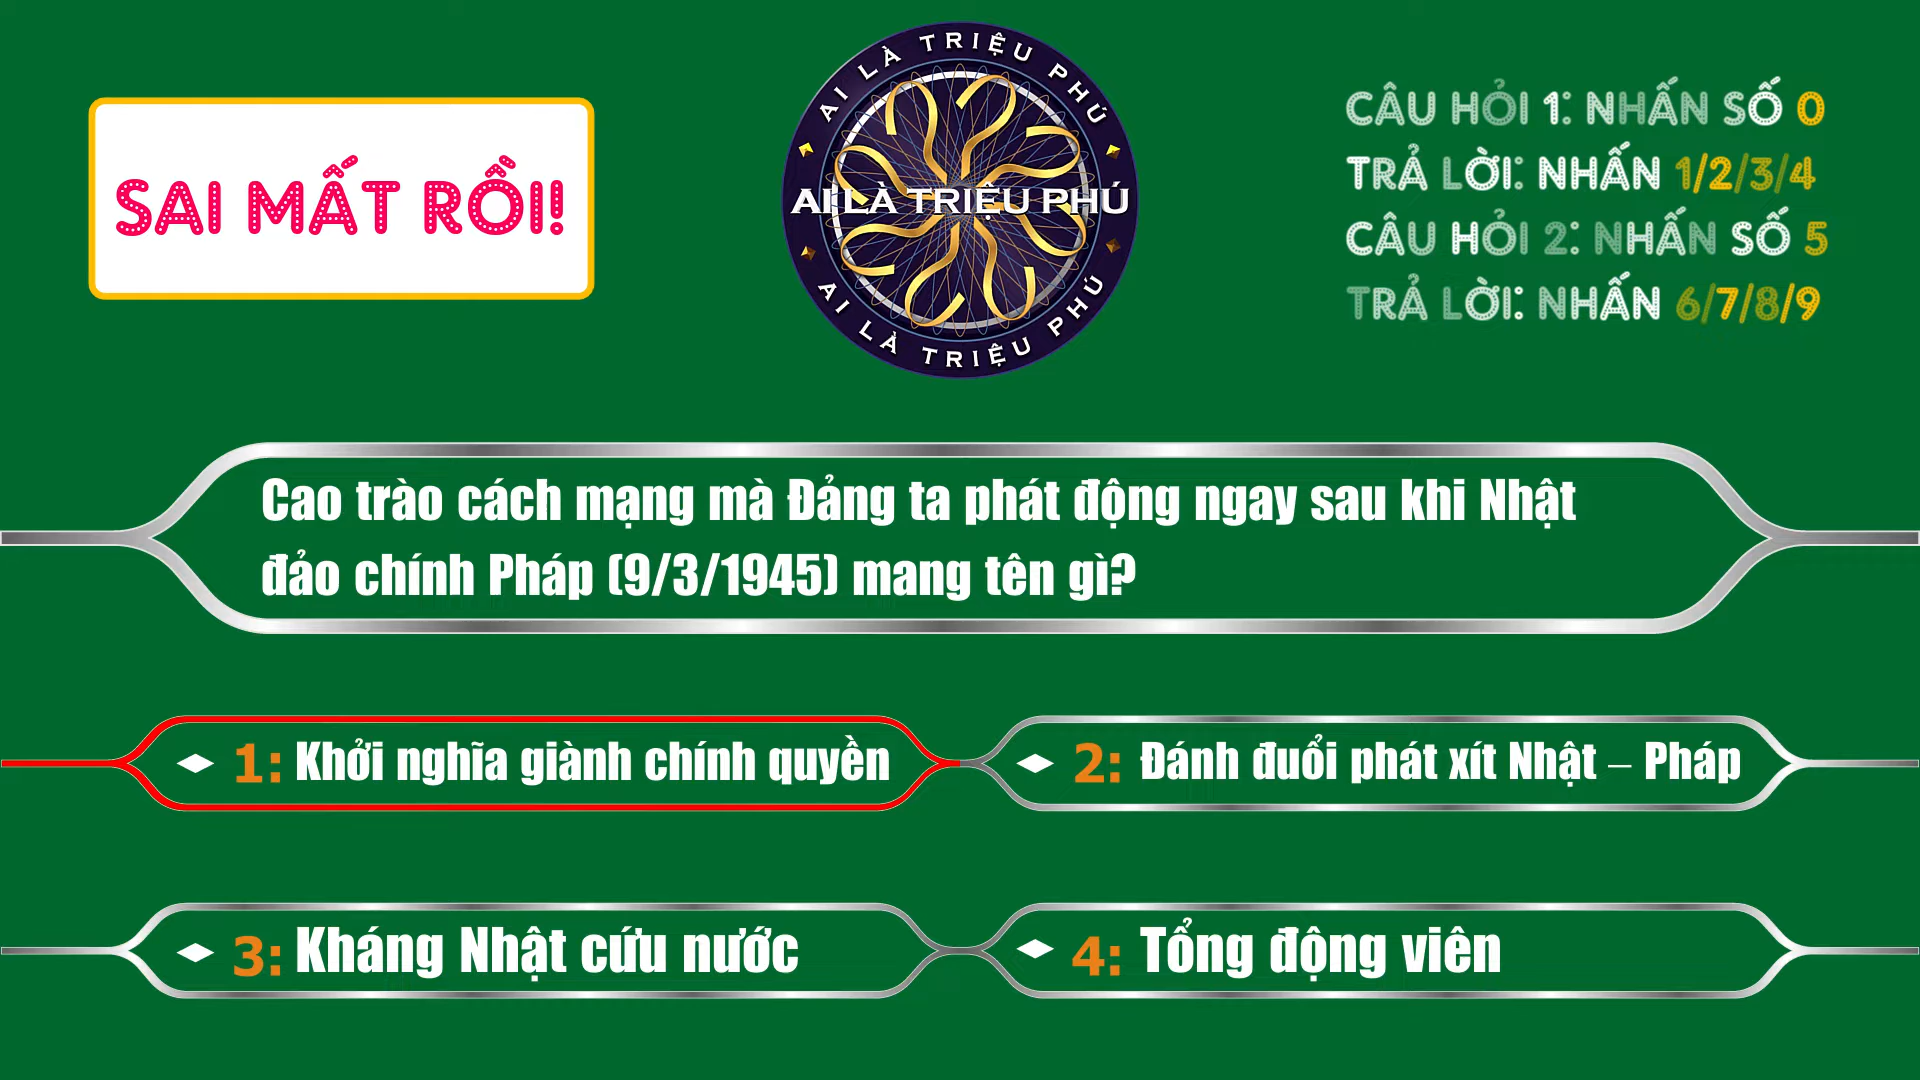 SAI MẤT RỒI!
AI LÀ TRIỆU PHÚ
AI LÀ TRIỆU PHÚ
AI LÀ TRIỆU PHÚ
CÂU HỎI 1: NHẤN SỐ 0
TRẢ LỜI: NHẤN 1/2/3/4
CÂU HỎI 2: NHẤN SỐ 5
TRẢ LỜI: NHẤN 6/7/8/9
Cao trào cách mạng mà Đảng ta phát động ngay sau khi Nhật
đảo chính Pháp (9/3/1945) mang tên gì?
1: Khởi nghĩa giành chính quyền
2: Đánh đuổi phát xít Nhật – Pháp
3: Kháng Nhật cứu nước
4: Tổng động viên